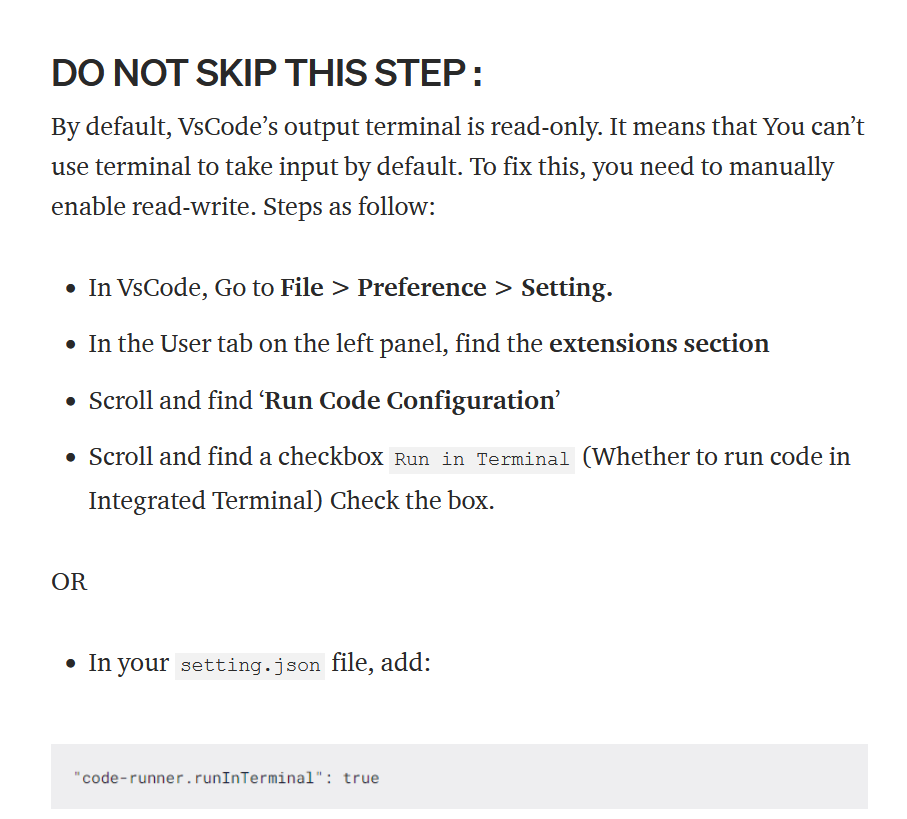 DO NOT SKIP THIS STEP :
By default, VsCode’s output terminal is read-only. It means that You can’t
use terminal to take input by default. To fix this, you need to manually
enable read-write. Steps as follow:
• In VsCode, Go to File > Preference > Setting.
• In the User tab on the left panel, find the extensions section
• Scroll and find ‘Run Code Configuration’
• Scroll and find a checkbox Run in Terminal (Whether to run code in
Integrated Terminal) Check the box.
OR
• In your setting.json file, add:
"code-runner.runInTerminal": true